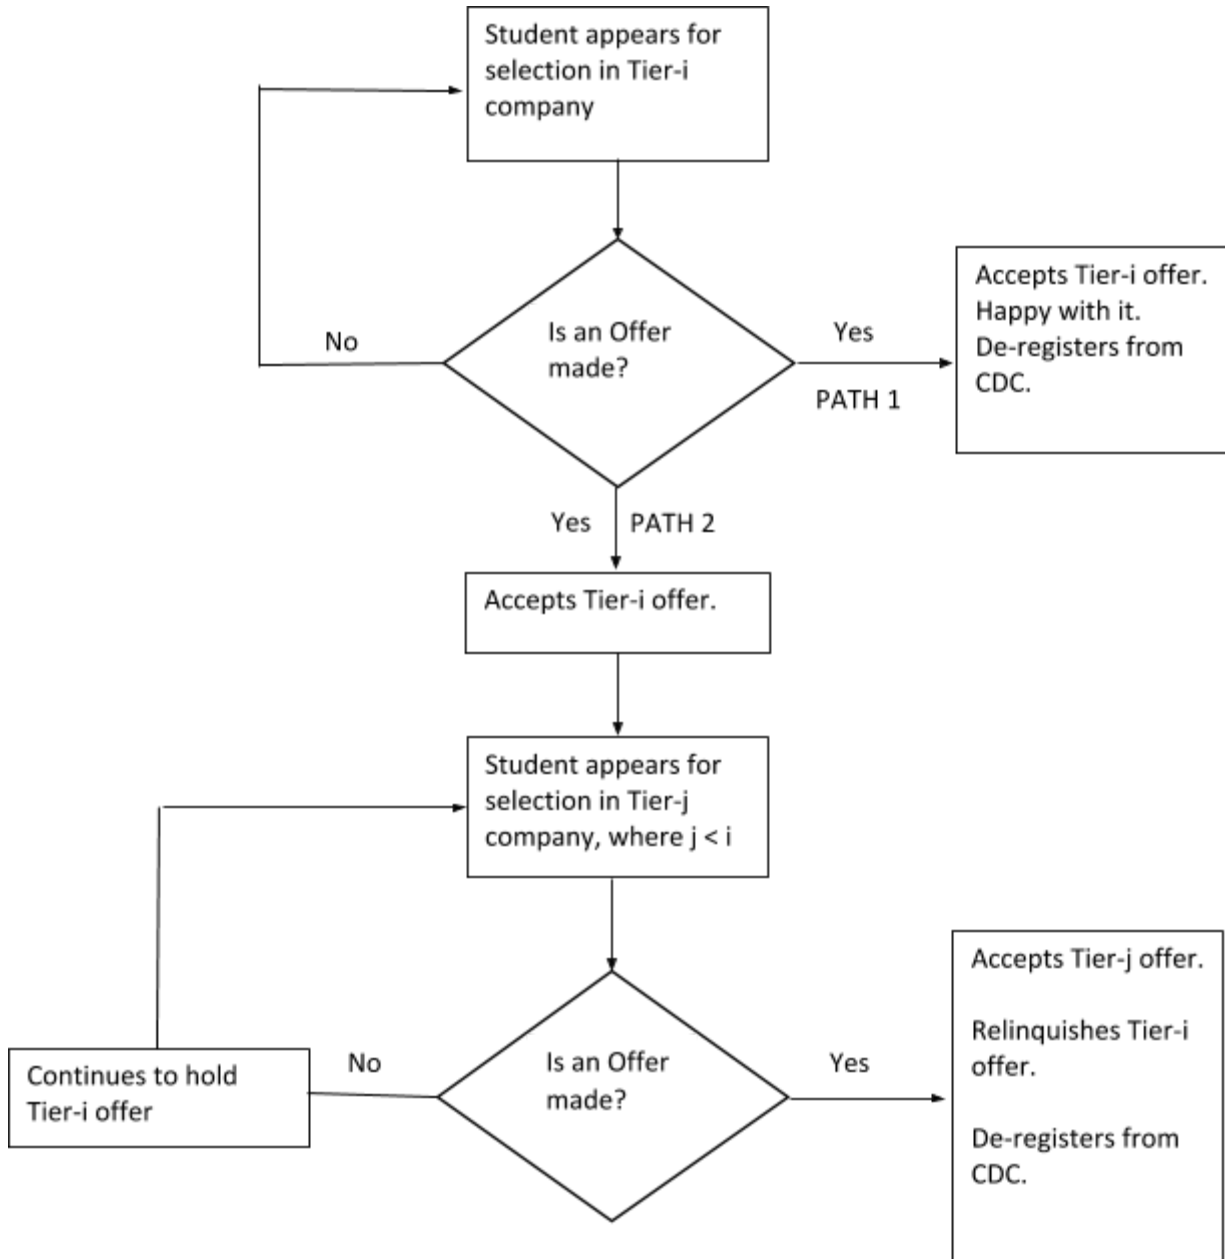 Student appears for
selection in Tier-i
company
Is an Offer
made?
No
Yes
PATH 1
Accepts Tier-i offer.
Happy with it.
De-registers from
CDC.
Yes
PATH 2
Accepts Tier-i offer.
Student appears for
selection in Tier-j
company, where j < i
Is an Offer
made?
No
Continues to hold
Tier-i offer
Yes
Accepts Tier-j offer.
Relinquishes Tier-i
offer.
De-registers from
CDC.